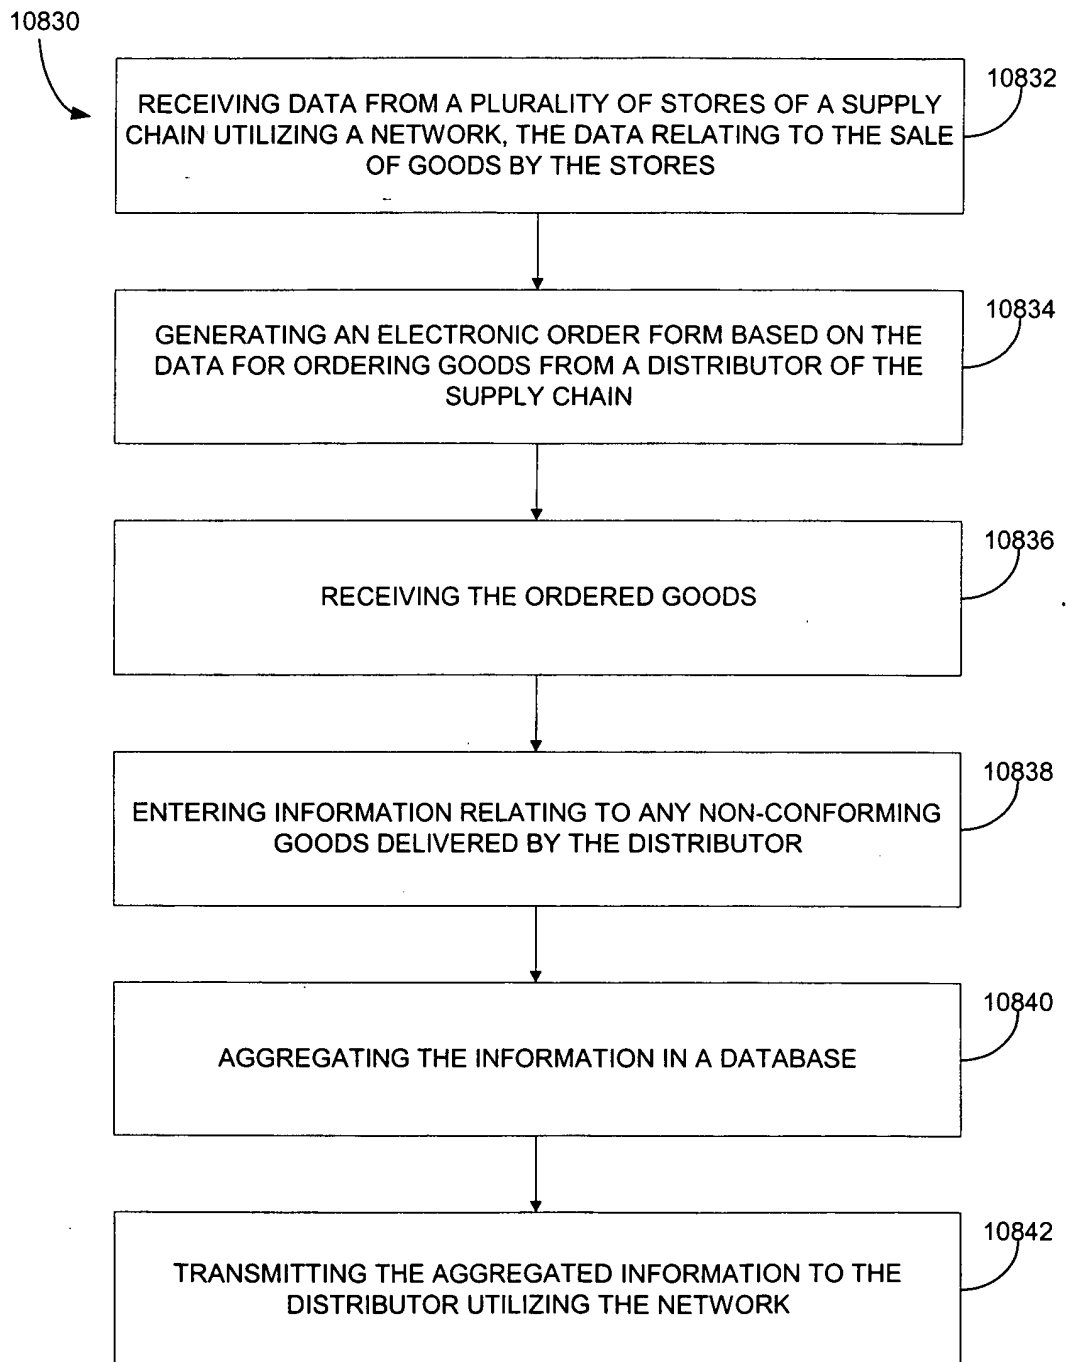 10830
10832
RECEIVING DATA FROM A PLURALITY OF STORES OF A SUPPLY
CHAIN UTILIZING A NETWORK, THE DATA RELATING TO THE SALE
OF GOODS BY THE STORES
10834
GENERATING AN ELECTRONIC ORDER FORM BASED ON THE
DATA FOR ORDERING GOODS FROM A DISTRIBUTOR OF THE
SUPPLY CHAIN
10836
RECEIVING THE ORDERED GOODS
10838
ENTERING INFORMATION RELATING TO ANY NON-CONFORMING
GOODS DELIVERED BY THE DISTRIBUTOR
10840
AGGREGATING THE INFORMATION IN A DATABASE
10842
TRANSMITTING THE AGGREGATED INFORMATION TO THE
DISTRIBUTOR UTILIZING THE NETWORK